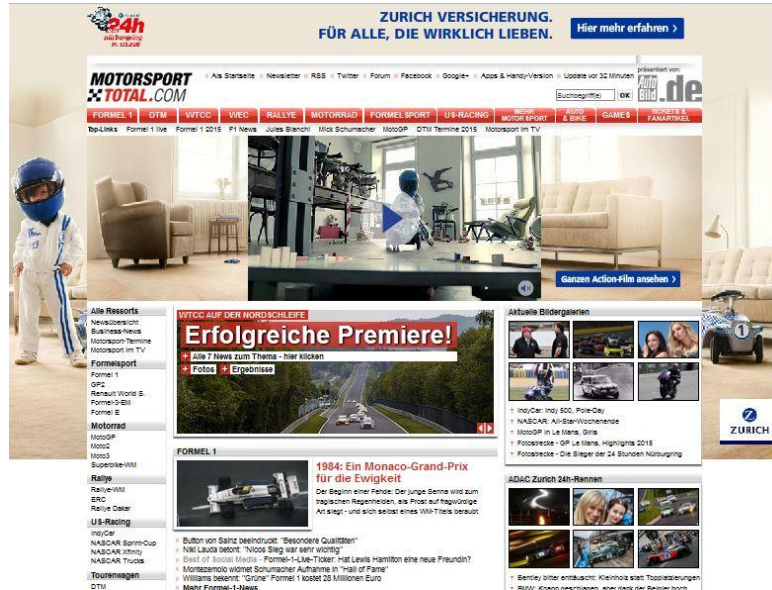 24h
nürburgring
ZURICH VERSICHERUNG.
FÜR ALLE, DIE WIRKLICH LIEBEN.
Hier mehr erfahren >
MOTORSPORT
TOTAL.COM
Als Startseite Newsletter RSS Twitter Forum Facebook Google+ Apps & Handy-Version Update vor 32 Minuten
präsentiert von:
Auto Bild .de
Suchbegriff(e) OK
FORMEL 1 DTM WTCC WEC RALLYE MOTORRAD FORMELSPORT US-RACING MEHR MOTORSPORT AUTO & BIKE GAMES TICKETS & FANARTIKEL
Top-Links Formel 1 live Formel 1 2015 F1 News Jules Bianchi Mick Schumacher MotoGP DTM Termine 2015 Motorsport im TV
Ganzen Action-Film ansehen >
Alle Ressorts
Newsübersicht
Business-News
Motorsport-Termine
Motorsport im TV
Formelsport
Formel 1
GP2
Renault World S.
Formel-3-EM
Formel E
Motorrad
MotoGP
Moto2
Moto3
Superbike-WM
Rallye
Rallye-WM
ERC
Rallye Dakar
US-Racing
IndyCar
NASCAR Sprint-Cup
NASCAR Xfinity
NASCAR Trucks
Tourenwagen
DTM
WTCC AUF DER NORDSCHLEIFE
Erfolgreiche Premiere!
+ Alle 7 News zum Thema - hier klicken
+ Fotos + Ergebnisse
FORMEL 1
1984: Ein Monaco-Grand-Prix
für die Ewigkeit
Der Beginn einer Fehde: Der junge Senna wird zum
tragischen Regenhelden, als Prost auf fragwürdige
Art siegt - und sich selbst eines WM-Titels beraubt
Button von Sainz beeindruckt: "Besondere Qualitäten"
Niki Lauda betont: "Nicos Sieg war sehr wichtig"
Best of Social Media - Formel-1-Live-Ticker: Hat Lewis Hamilton eine neue Freundin?
Montezemolo widmet Schumacher Aufnahme in "Hall of Fame"
Williams bekennt: "Grüne" Formel 1 kostet 28 Millionen Euro
Mehr Formel-1-News
Aktuelle Bildergalerien
IndyCar: Indy 500, Pole-Day
NASCAR: All-Star-Wochenende
MotoGP in Le Mans, Girls
Fotostrecke - GP Le Mans, Highlights 2015
Fotostrecke - Die Sieger der 24 Stunden Nürburgring
ADAC Zurich 24h-Rennen
Bentley bitter enttäuscht: Kleinholz statt Topplatzierungen
BMW: Knapp geschlagen, aber dank der Reigler hoch
1
ZURICH